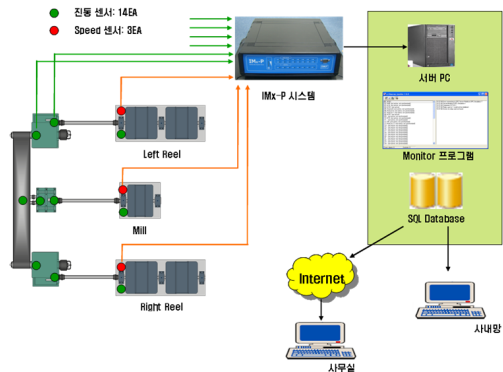 진동 센서: 14EA
Speed 센서: 3EA
IMx-P
IMx-P 시스템
서버 PC
Left Reel
Monitor 프로그램
Mill
SQL Database
Internet
Right Reel
사내망
사무실